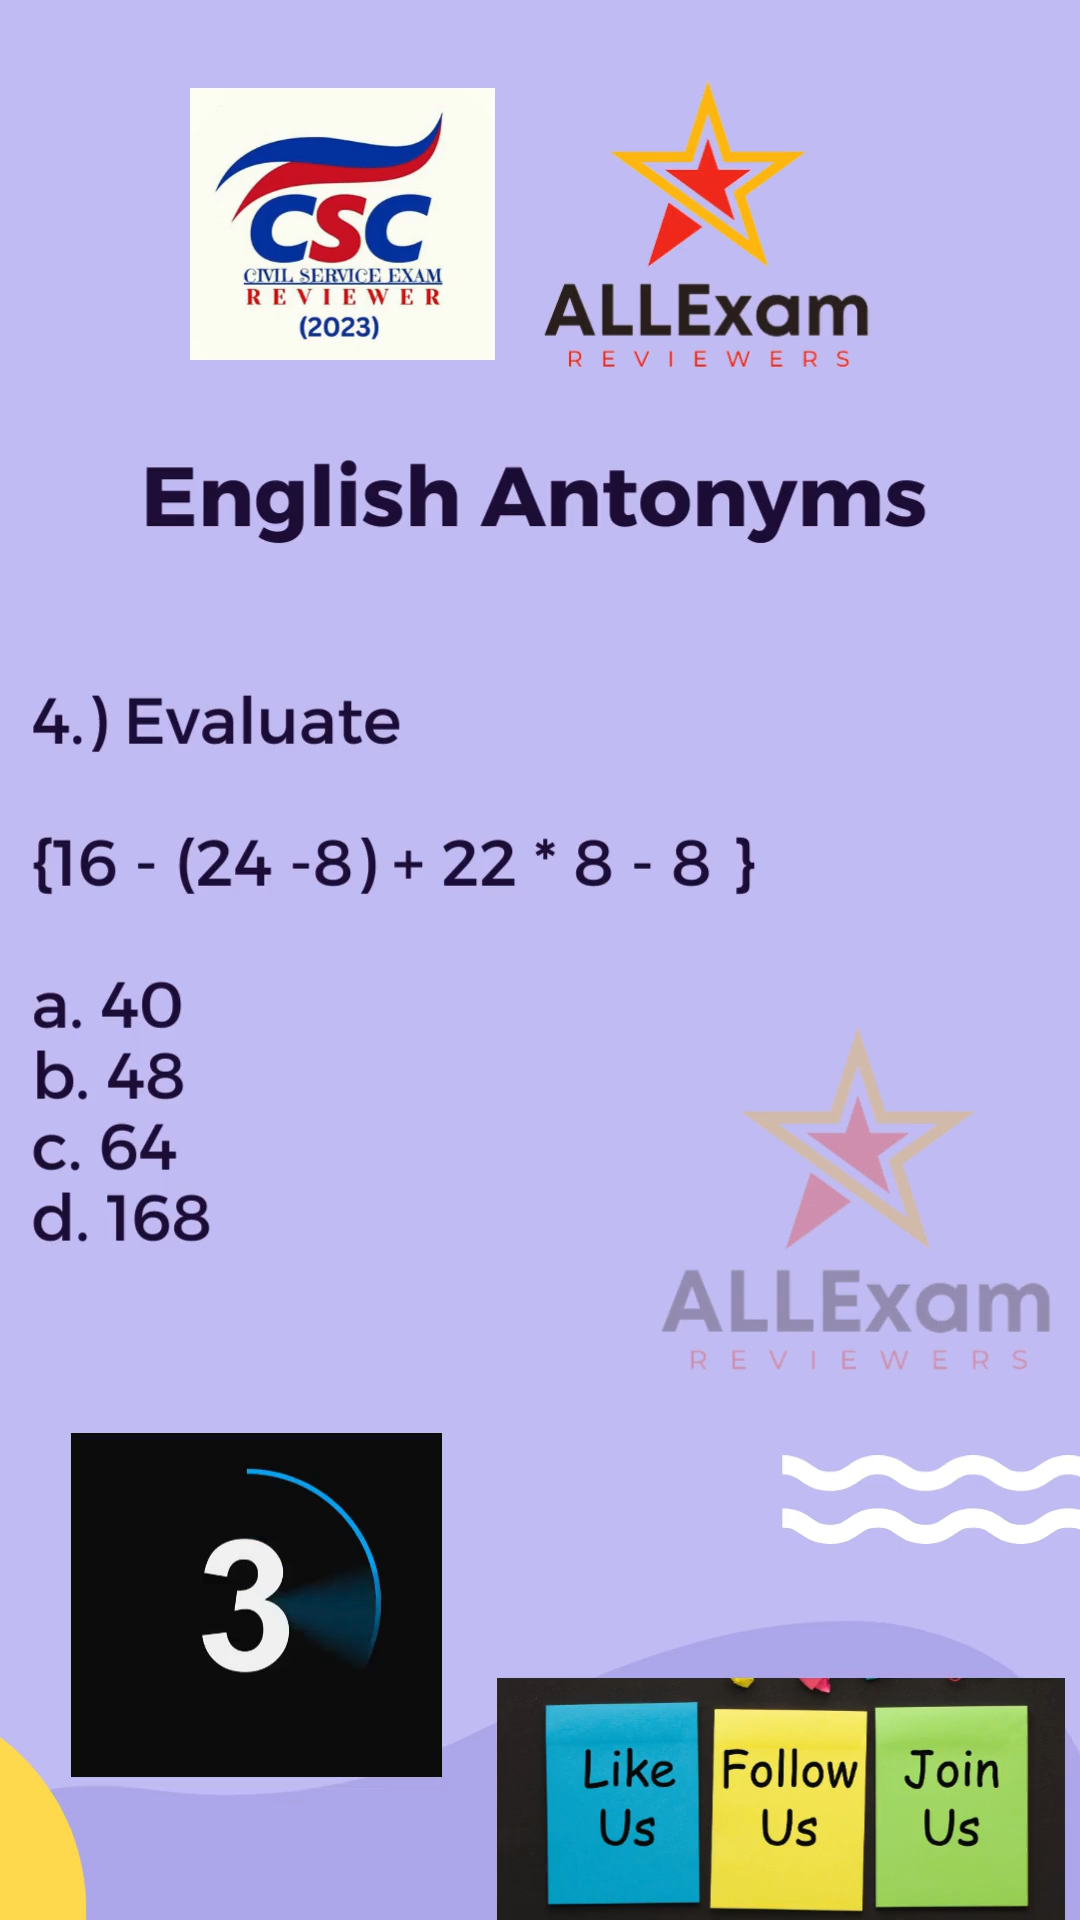 CSC
CIVIL SERVICE EXAM
REVIEWER
(2023)
ALLExam
REVIEWERS
English Antonyms
4.) Evaluate
{16 - (24 -8) + 22 * 8 - 8 }
a. 40
b. 48
c. 64
d. 168
ALLExam
REVIEWERS
3
Like Us
Follow Us
Join Us